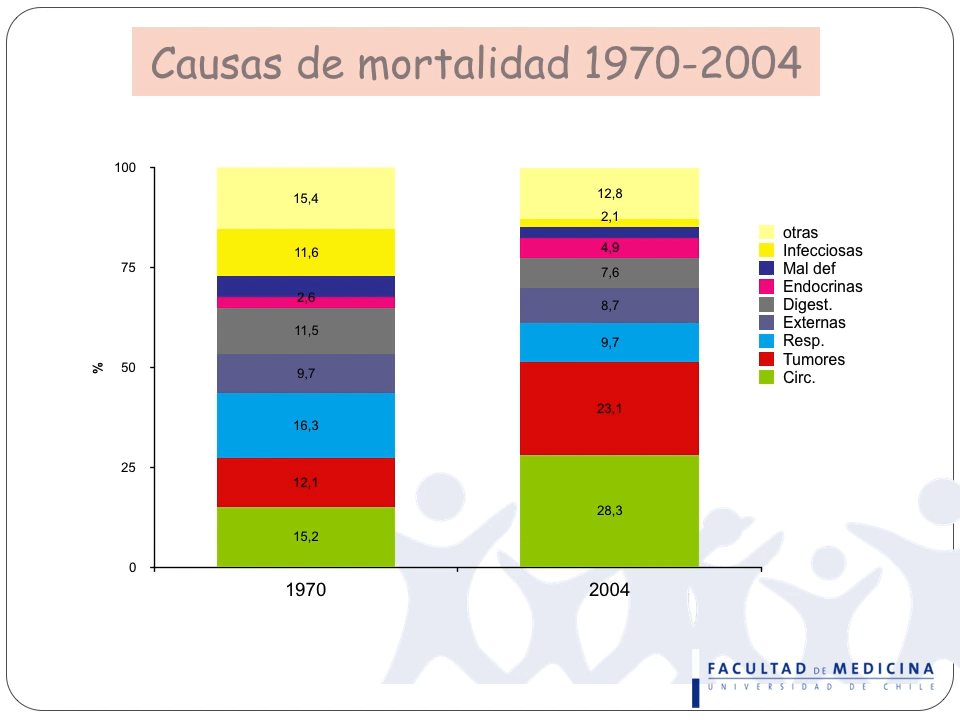 Causas de mortalidad 1970-2004
100
75
50
25
0
%
15,4
11,6
2,6
11,5
9,7
16,3
12,1
15,2
12,8
2,1
4,9
7,6
8,7
9,7
23,1
28,3
1970
2004
otras
Infecciosas
Mal def
Endocrinas
Digest.
Externas
Resp.
Tumores
Circ.
FACULTAD DE MEDICINA
UNIVERSIDAD DE CHILE